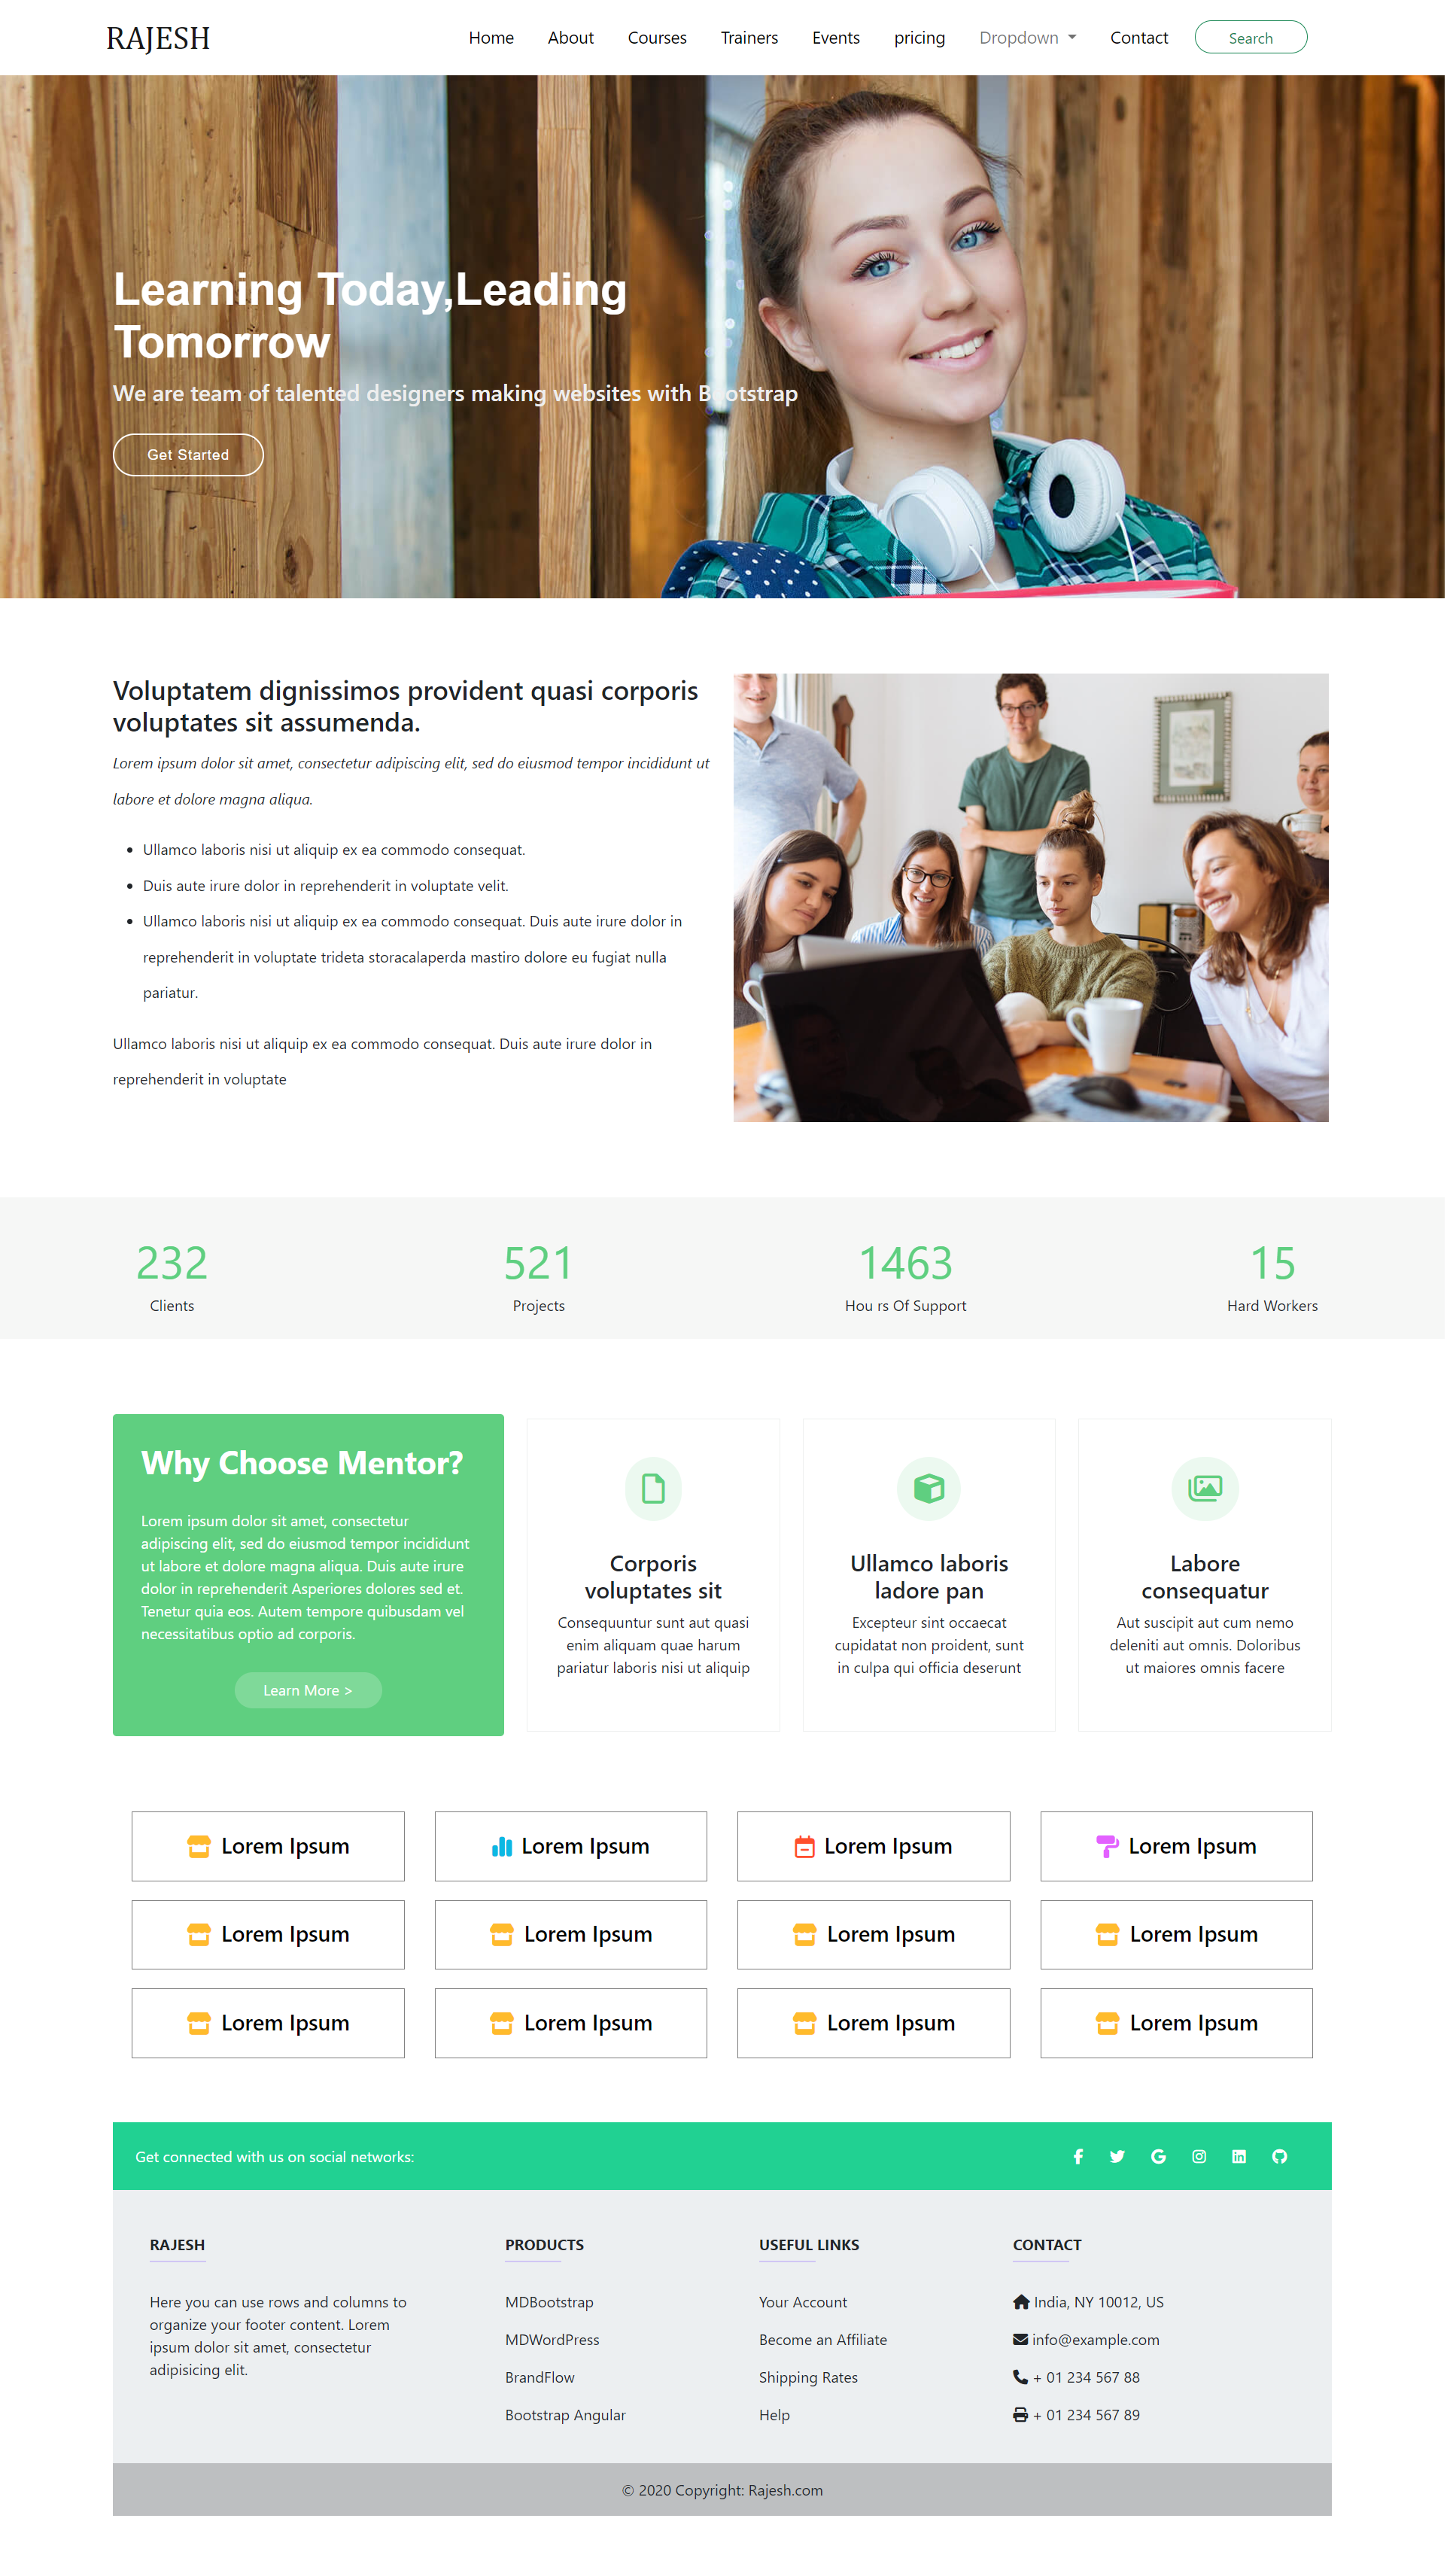 RAJESH
Home About Courses Trainers Events pricing Dropdown Contact Search
Learning Today,Leading
Tomorrow
We are team of talented designers making websites with Bootstrap
Get Started
Voluptatem dignissimos provident quasi corporis
voluptates sit assumenda.
Lorem ipsum dolor sit amet, consectetur adipiscing elit, sed do eiusmod tempor incididunt ut
labore et dolore magna aliqua.
• Ullamco laboris nisi ut aliquip ex ea commodo consequat.
• Duis aute irure dolor in reprehenderit in voluptate velit.
• Ullamco laboris nisi ut aliquip ex ea commodo consequat. Duis aute irure dolor in
reprehenderit in voluptate trideta storacalaperda mastiro dolore eu fugiat nulla
pariatur.
Ullamco laboris nisi ut aliquip ex ea commodo consequat. Duis aute irure dolor in
reprehenderit in voluptate
232 521 1463 15
Clients Projects Hou rs Of Support Hard Workers
Why Choose Mentor?
Lorem ipsum dolor sit amet, consectetur
adipiscing elit, sed do eiusmod tempor incididunt
ut labore et dolore magna aliqua. Duis aute irure
dolor in reprehenderit Asperiores dolores sed et.
Tenetur quia eos. Autem tempore quibusdam vel
necessitatibus optio ad corporis.
Learn More >
Corporis
voluptates sit
Consequuntur sunt aut quasi
enim aliquam quae harum
pariatur laboris nisi ut aliquip
Ullamco laboris
ladore pan
Excepteur sint occaecat
cupidatat non proident, sunt
in culpa qui officia deserunt
Labore
consequatur
Aut suscipit aut cum nemo
deleniti aut omnis. Doloribus
ut maiores omnis facere
Lorem Ipsum Lorem Ipsum Lorem Ipsum Lorem Ipsum
Lorem Ipsum Lorem Ipsum Lorem Ipsum Lorem Ipsum
Lorem Ipsum Lorem Ipsum Lorem Ipsum Lorem Ipsum
Get connected with us on social networks:
RAJESH
Here you can use rows and columns to
organize your footer content. Lorem
ipsum dolor sit amet, consectetur
adipisicing elit.
PRODUCTS
MDBootstrap
MDWordPress
BrandFlow
Bootstrap Angular
USEFUL LINKS
Your Account
Become an Affiliate
Shipping Rates
Help
CONTACT
India, NY 10012, US
info@example.com
+ 01 234 567 88
+ 01 234 567 89
© 2020 Copyright: Rajesh.com